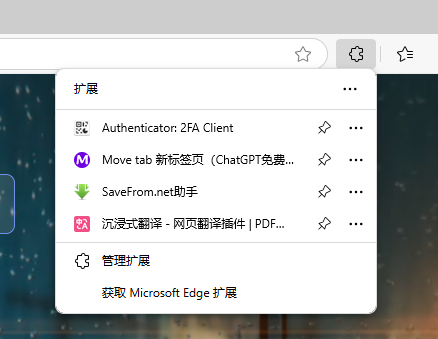 扩展
Authenticator: 2FA Client
Move tab 新标签页（ChatGPT免费...
SaveFrom.net助手
沉浸式翻译 - 网页翻译插件 | PDF...
管理扩展
获取 Microsoft Edge 扩展